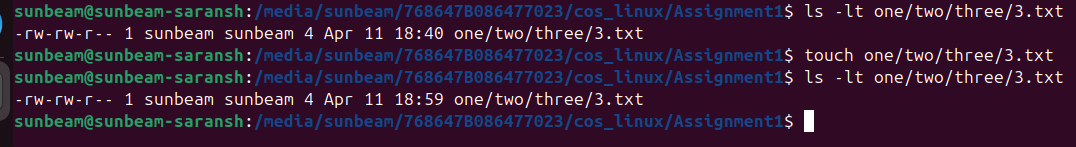 sunbeam@sunbeam-saransh:/media/sunbeam/768647B086477023/cos_linux/Assignment1$ ls -lt one/two/three/3.txt
-rw-rw-r-- 1 sunbeam sunbeam 4 Apr 11 18:40 one/two/three/3.txt
sunbeam@sunbeam-saransh:/media/sunbeam/768647B086477023/cos_linux/Assignment1$ touch one/two/three/3.txt
sunbeam@sunbeam-saransh:/media/sunbeam/768647B086477023/cos_linux/Assignment1$ ls -lt one/two/three/3.txt
-rw-rw-r-- 1 sunbeam sunbeam 4 Apr 11 18:59 one/two/three/3.txt
sunbeam@sunbeam-saransh:/media/sunbeam/768647B086477023/cos_linux/Assignment1$